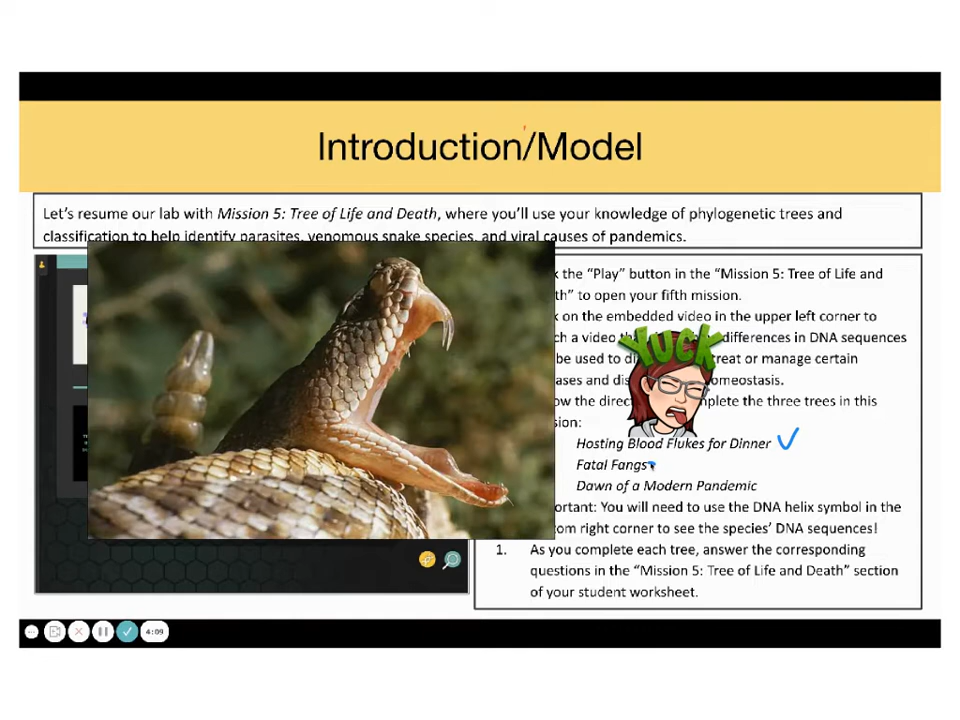 Introduction/Model
Let's resume our lab with Mission 5: Tree of Life and Death, where you'll use your knowledge of phylogenetic trees and
classification to help identify parasites, venomous snake species, and viral causes of pandemics.
the "Play" button in the "Mission 5: Tree of Life and
to open your fifth mission.
on the embedded video in the upper left corner to
a video differences in DNA sequences
YUCK
be used to treat or manage certain
and homeostasis.
the three trees in this
Hosting Blood Flukes for Dinner
Fatal Fangs
Dawn of a Modern Pandemic
You will need to use the DNA helix symbol in the
right corner to see the species' DNA sequences!
1. As you complete each tree, answer the corresponding
questions in the "Mission 5: Tree of Life and Death" section
of your student worksheet.
4:09